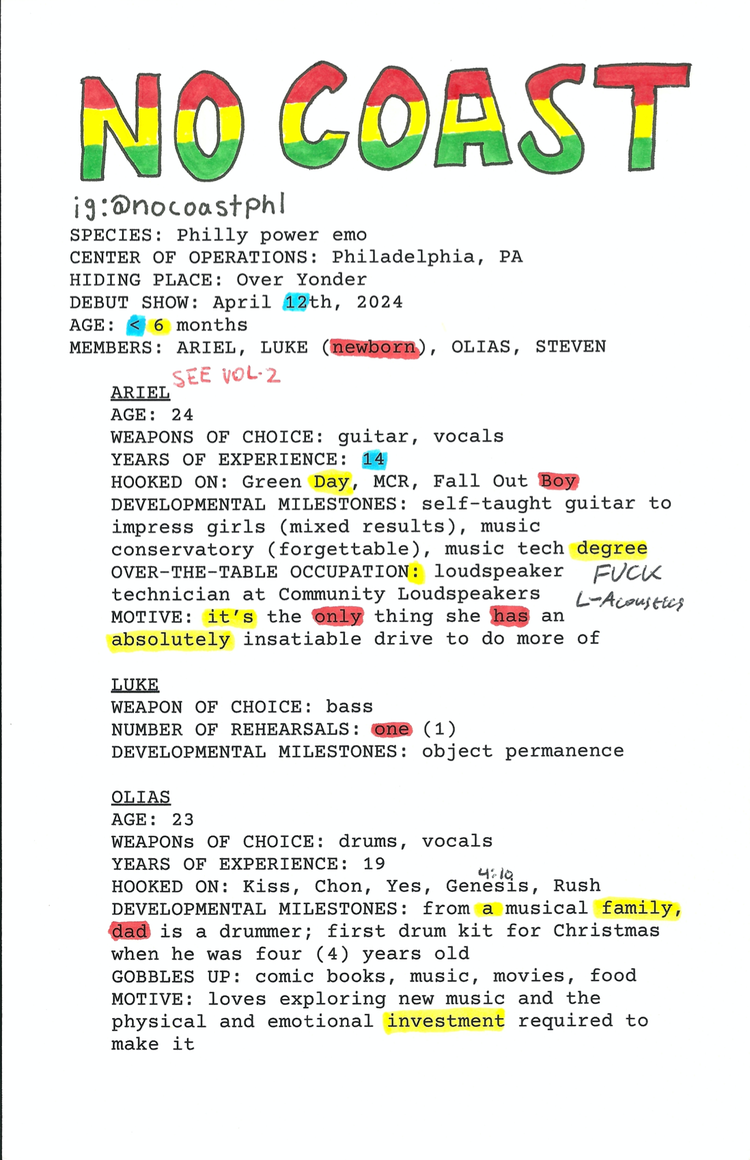 NO COAST
ig:@nocoastphl
SPECIES: Philly power emo
CENTER OF OPERATIONS: Philadelphia, PA
HIDING PLACE: Over Yonder
DEBUT SHOW: April 12th, 2024
AGE: < 6 months
MEMBERS: ARIEL, LUKE (newborn), OLIAS, STEVEN
SEE VOL. 2
ARIEL
AGE: 24
WEAPONS OF CHOICE: guitar, vocals
YEARS OF EXPERIENCE: 14
HOOKED ON: Green Day, MCR, Fall Out Boy
DEVELOPMENTAL MILESTONES: self-taught guitar to
impress girls (mixed results), music
conservatory (forgettable), music tech degree
OVER-THE-TABLE OCCUPATION: loudspeaker
FUCK
technician at Community Loudspeakers
L-Acoustics
MOTIVE: it's the only thing she has an
absolutely insatiable drive to do more of
LUKE
WEAPON OF CHOICE: bass
NUMBER OF REHEARSALS: one (1)
DEVELOPMENTAL MILESTONES: object permanence
OLIAS
AGE: 23
WEAPONs OF CHOICE: drums, vocals
YEARS OF EXPERIENCE: 19
4:10
HOOKED ON: Kiss, Chon, Yes, Genesis, Rush
DEVELOPMENTAL MILESTONES: from a musical family,
dad is a drummer; first drum kit for Christmas
when he was four (4) years old
GOBBLES UP: comic books, music, movies, food
MOTIVE: loves exploring new music and the
physical and emotional investment required to
make it